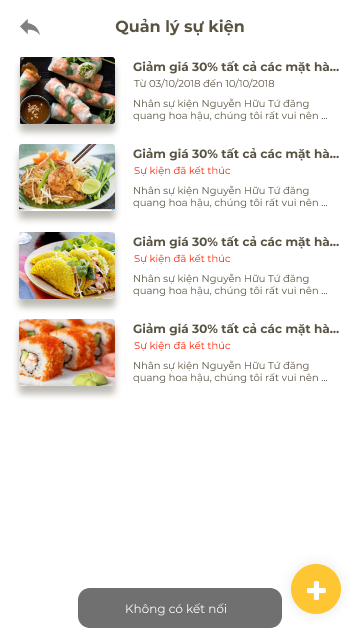 Quản lý sự kiện
Giảm giá 30% tất cả các mặt hà...
Từ 03/10/2018 đến 10/10/2018
Nhân sự kiện Nguyễn Hữu Tứ đăng
quang hoa hậu, chúng tôi rất vui nên ...
Giảm giá 30% tất cả các mặt hà...
Sự kiện đã kết thúc
Nhân sự kiện Nguyễn Hữu Tứ đăng
quang hoa hậu, chúng tôi rất vui nên ...
Giảm giá 30% tất cả các mặt hà...
Sự kiện đã kết thúc
Nhân sự kiện Nguyễn Hữu Tứ đăng
quang hoa hậu, chúng tôi rất vui nên ...
Giảm giá 30% tất cả các mặt hà...
Sự kiện đã kết thúc
Nhân sự kiện Nguyễn Hữu Tứ đăng
quang hoa hậu, chúng tôi rất vui nên ...
Không có kết nối